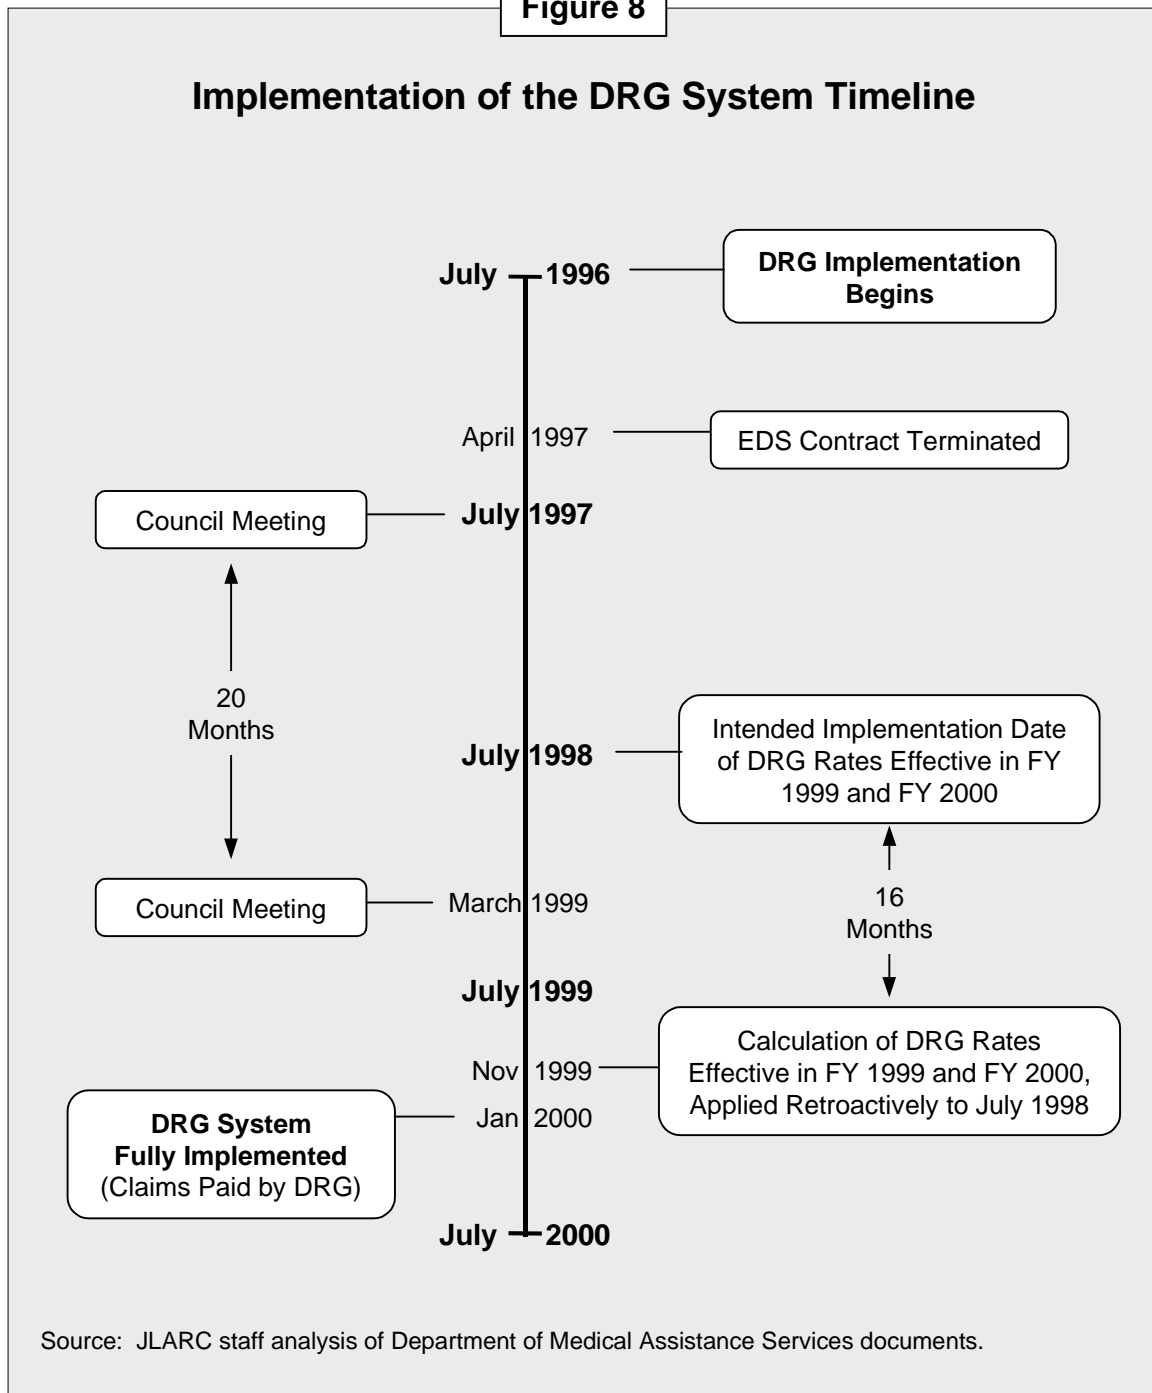 Figure 8
Implementation of the DRG System Timeline
July 1996
DRG Implementation
Begins
April 1997
EDS Contract Terminated
Council Meeting
July 1997
20
Months
July 1998
Intended Implementation Date
of DRG Rates Effective in FY
1999 and FY 2000
16
Months
Council Meeting
March 1999
July 1999
Nov 1999
Calculation of DRG Rates
Effective in FY 1999 and FY 2000,
Applied Retroactively to July 1998
DRG System
Fully Implemented
(Claims Paid by DRG)
Jan 2000
July 2000
Source: JLARC staff analysis of Department of Medical Assistance Services documents.